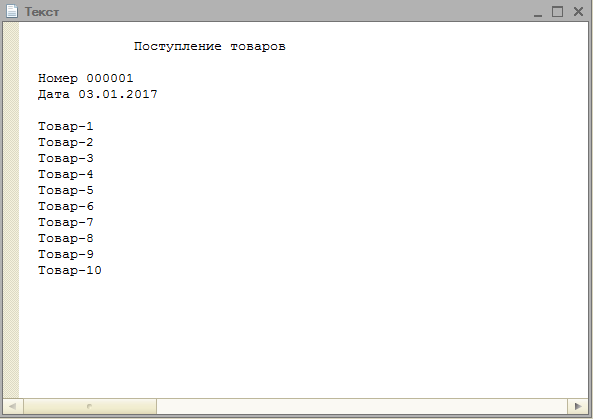 Текст
Поступление товаров
Номер 000001
Дата 03.01.2017
Товар-1
Товар-2
Товар-3
Товар-4
Товар-5
Товар-6
Товар-7
Товар-8
Товар-9
Товар-10